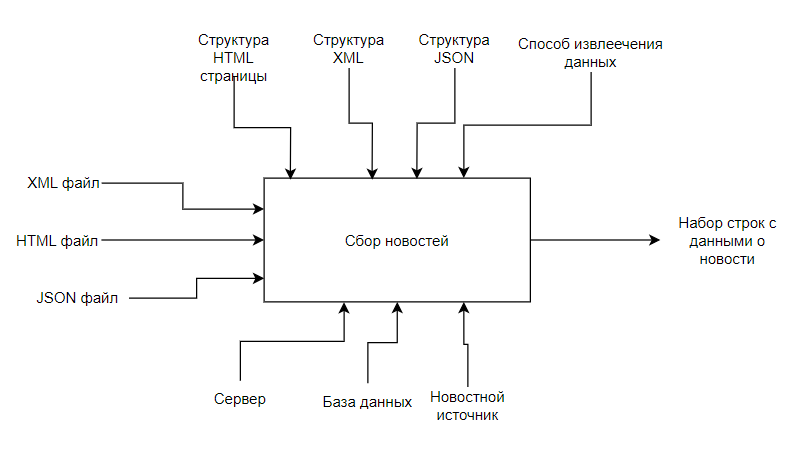 Структура
HTML
страницы
Структура
XML
Структура
JSON
Способ извлеечения
данных
XML файл
HTML файл
JSON файл
Сбор новостей
Набор строк с
данными о
новости
Сервер
База данных
Новостной
источник